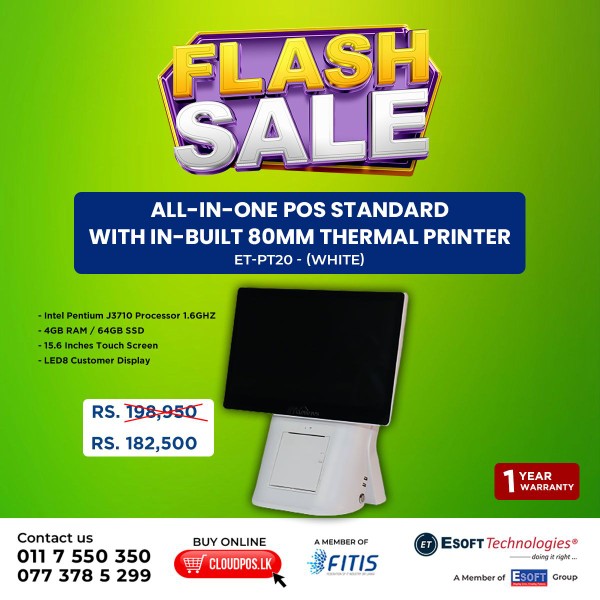 FLASH
SALE
ALL-IN-ONE POS STANDARD
WITH IN-BUILT 80MM THERMAL PRINTER
ET-PT20 - (WHITE)
- Intel Pentium J3710 Processor 1.6GHZ
- 4GB RAM / 64GB SSD
- 15.6 Inches Touch Screen
- LED8 Customer Display
RS. 198,950
RS. 182,500
1 YEAR
WARRANTY
Contact us
011 7 550 350
077 378 5 299
BUY ONLINE
CLOUDPOS.LK
A MEMBER OF
FITIS
ET ESOFT Technologies®
doing it right ...
A Member of ESOFT Group